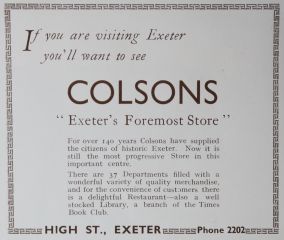 If you are visiting Exeter
you'll want to see
COLSONS
"Exeter's Foremost Store"
For over 140 years Colsons have supplied
the citizens of historic Exeter. Now it is
still the most progressive Store in this
important centre.
There are 37 Departments filled with a
wonderful variety of quality merchandise,
and for the convenience of customers there
is a delightful Restaurant—also a well
stocked Library, a branch of the Times
Book Club.
HIGH ST., EXETER Phone 2202